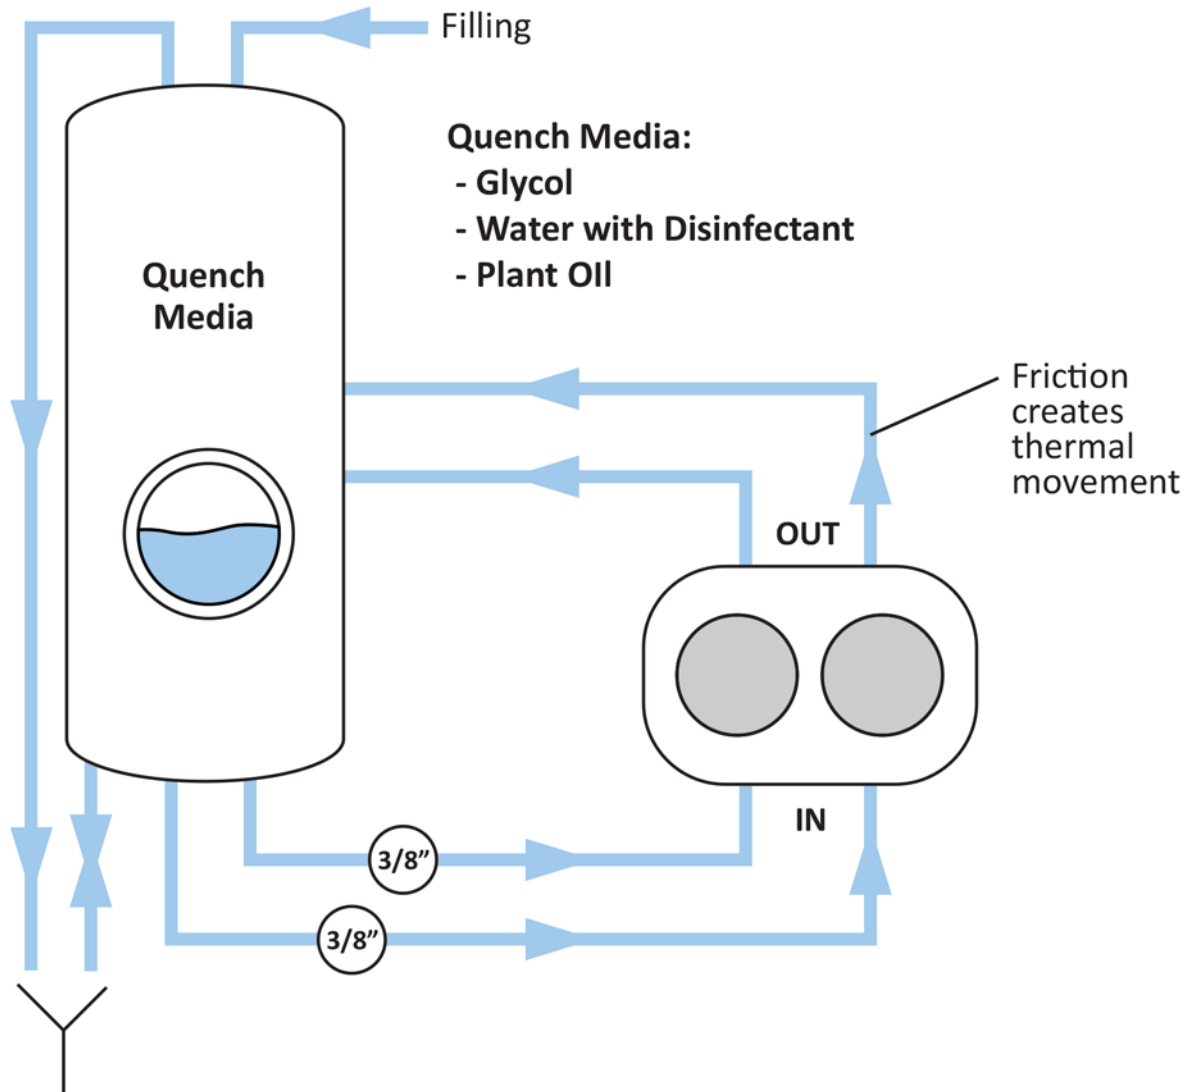 Filling
Quench Media:
- Glycol
- Water with Disinfectant
- Plant OIl
Quench
Media
Friction
creates
thermal
movement
OUT
IN
3/8”
3/8”